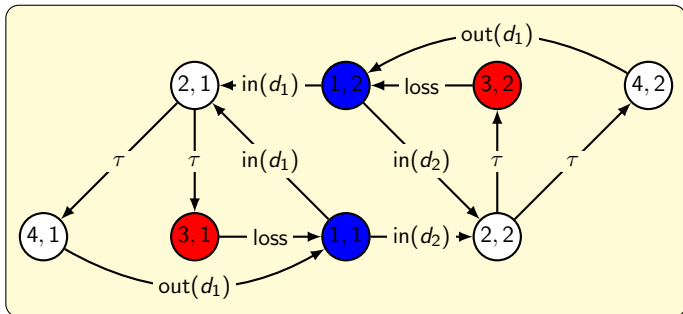 out(d₁)
2, 1
in(d₁)
1, 2
loss
3, 2
4, 2
τ
τ
in(d₁)
in(d₂)
τ
τ
4, 1
3, 1
loss
1, 1
in(d₂)
2, 2
out(d₁)